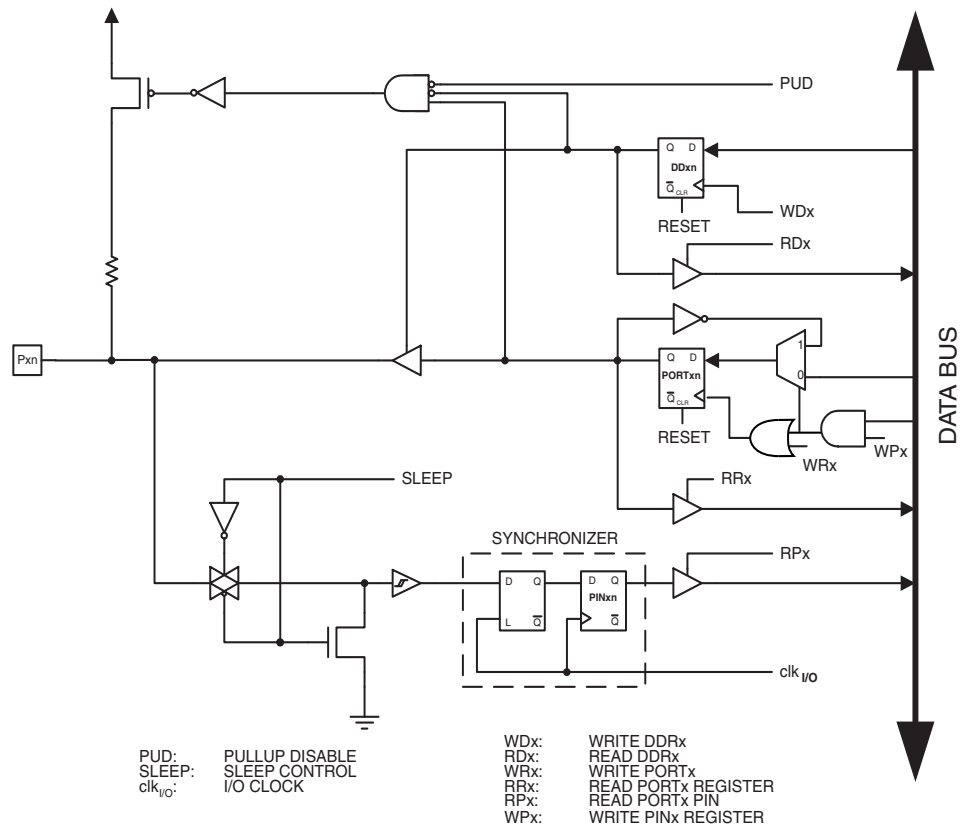 PUD
Q D
DDxn
Q CLR
WDx
RESET
RDx
1
Pxn
Q D
0
PORTxn
Q CLR
DATA BUS
RESET
WRx
WPx
SLEEP
RRx
SYNCHRONIZER
RPx
D Q
D Q
PINxn
L Q
Q
clk I/O
PUD: PULLUP DISABLE
SLEEP: SLEEP CONTROL
clkI/O: I/O CLOCK
WDx: WRITE DDRx
RDx: READ DDRx
WRx: WRITE PORTx
RRx: READ PORTx REGISTER
RPx: READ PORTx PIN
WPx: WRITE PINx REGISTER